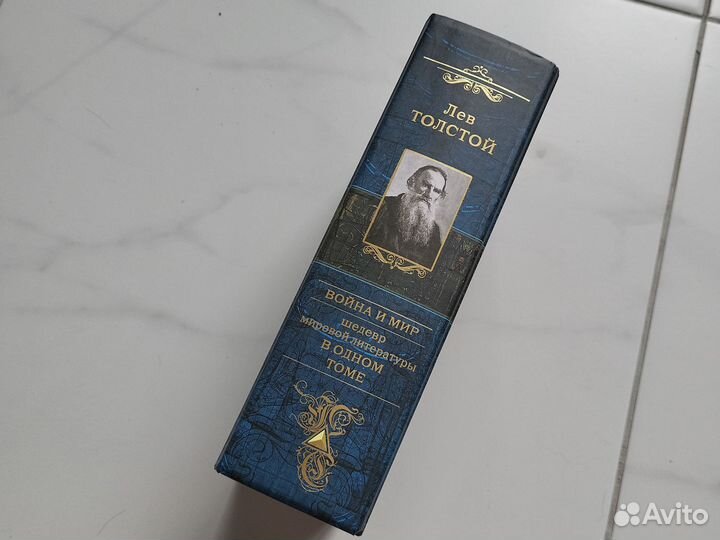 Лев
ТОЛСТОЙ
ВОЙНА И МИР
шедевр
мировой литературы
В ОДНОМ
ТОМЕ
Avito